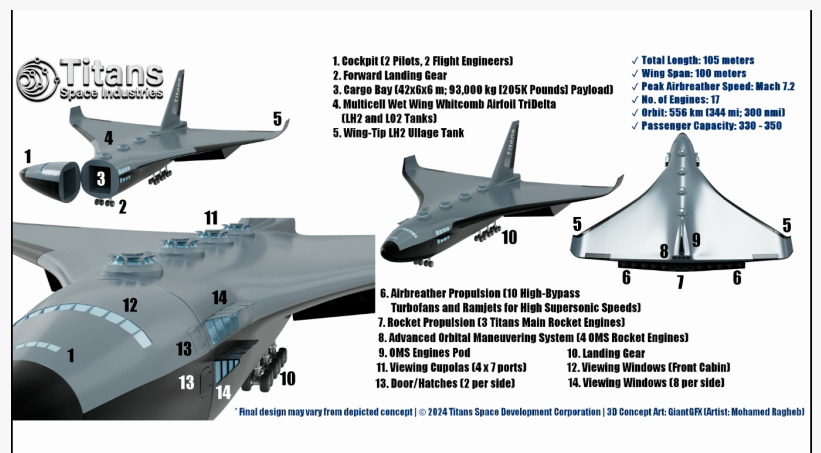 Titans
Space Industries
1. Cockpit (2 Pilots, 2 Flight Engineers)
2. Forward Landing Gear
3. Cargo Bay (42x6x6 m; 93,000 kg [205K Pounds] Payload)
4. Multicell Wet Wing Whitcomb Airfoil TriDelta
(LH2 and LO2 Tanks)
5. Wing-Tip LH2 Ullage Tank
✓ Total Length: 105 meters
✓ Wing Span: 100 meters
✓ Peak Airbreather Speed: Mach 7.2
✓ No. of Engines: 17
✓ Orbit: 556 km (344 mi; 300 nmi)
✓ Passenger Capacity: 330 - 350
1
2
3
4
5
10
5
5
8
9
6
6
7
11
12
14
1
13
13
14
10
6. Airbreather Propulsion (10 High-Bypass
Turbofans and Ramjets for High Supersonic Speeds)
7. Rocket Propulsion (3 Titans Main Rocket Engines)
8. Advanced Orbital Maneuvering System (4 OMS Rocket Engines)
9. OMS Engines Pod
10. Landing Gear
11. Viewing Cupolas (4 x 7 ports)
12. Viewing Windows (Front Cabin)
13. Door/Hatches (2 per side)
14. Viewing Windows (8 per side)
* Final design may vary from depicted concept | © 2024 Titans Space Development Corporation | 3D Concept Art: GiantGFX (Artist: Mohamed Ragheb)